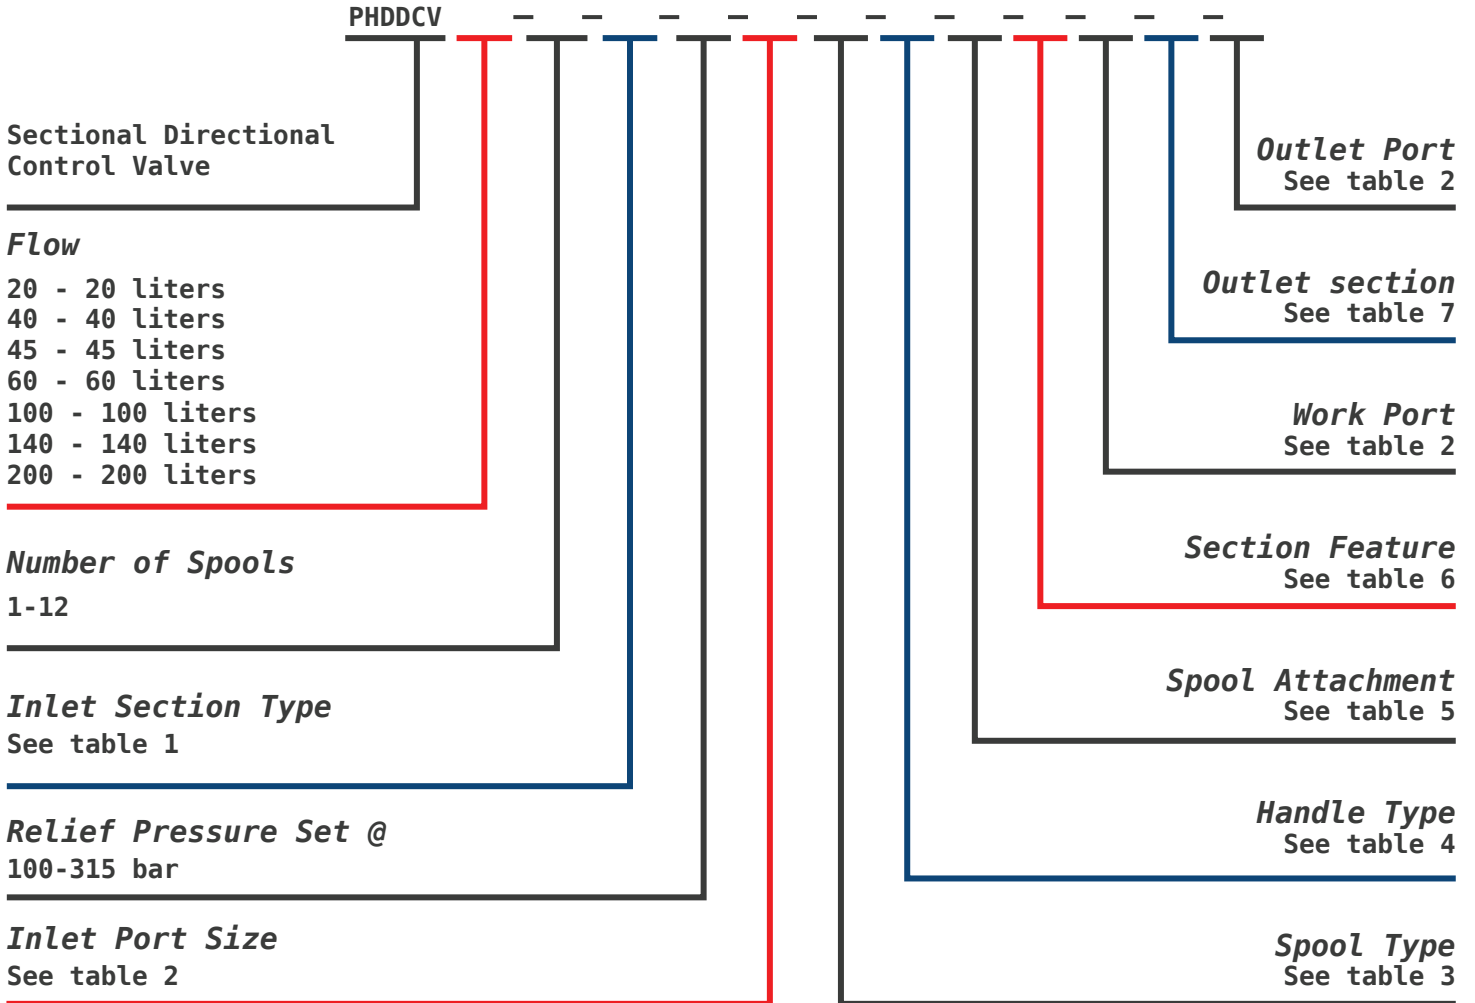 PHDDCV – – – – – – – – – – –
Sectional Directional
Control Valve
Flow
20 - 20 liters
40 - 40 liters
45 - 45 liters
60 - 60 liters
100 - 100 liters
140 - 140 liters
200 - 200 liters
Number of Spools
1-12
Inlet Section Type
See table 1
Relief Pressure Set @
100-315 bar
Inlet Port Size
See table 2
Outlet Port
See table 2
Outlet section
See table 7
Work Port
See table 2
Section Feature
See table 6
Spool Attachment
See table 5
Handle Type
See table 4
Spool Type
See table 3